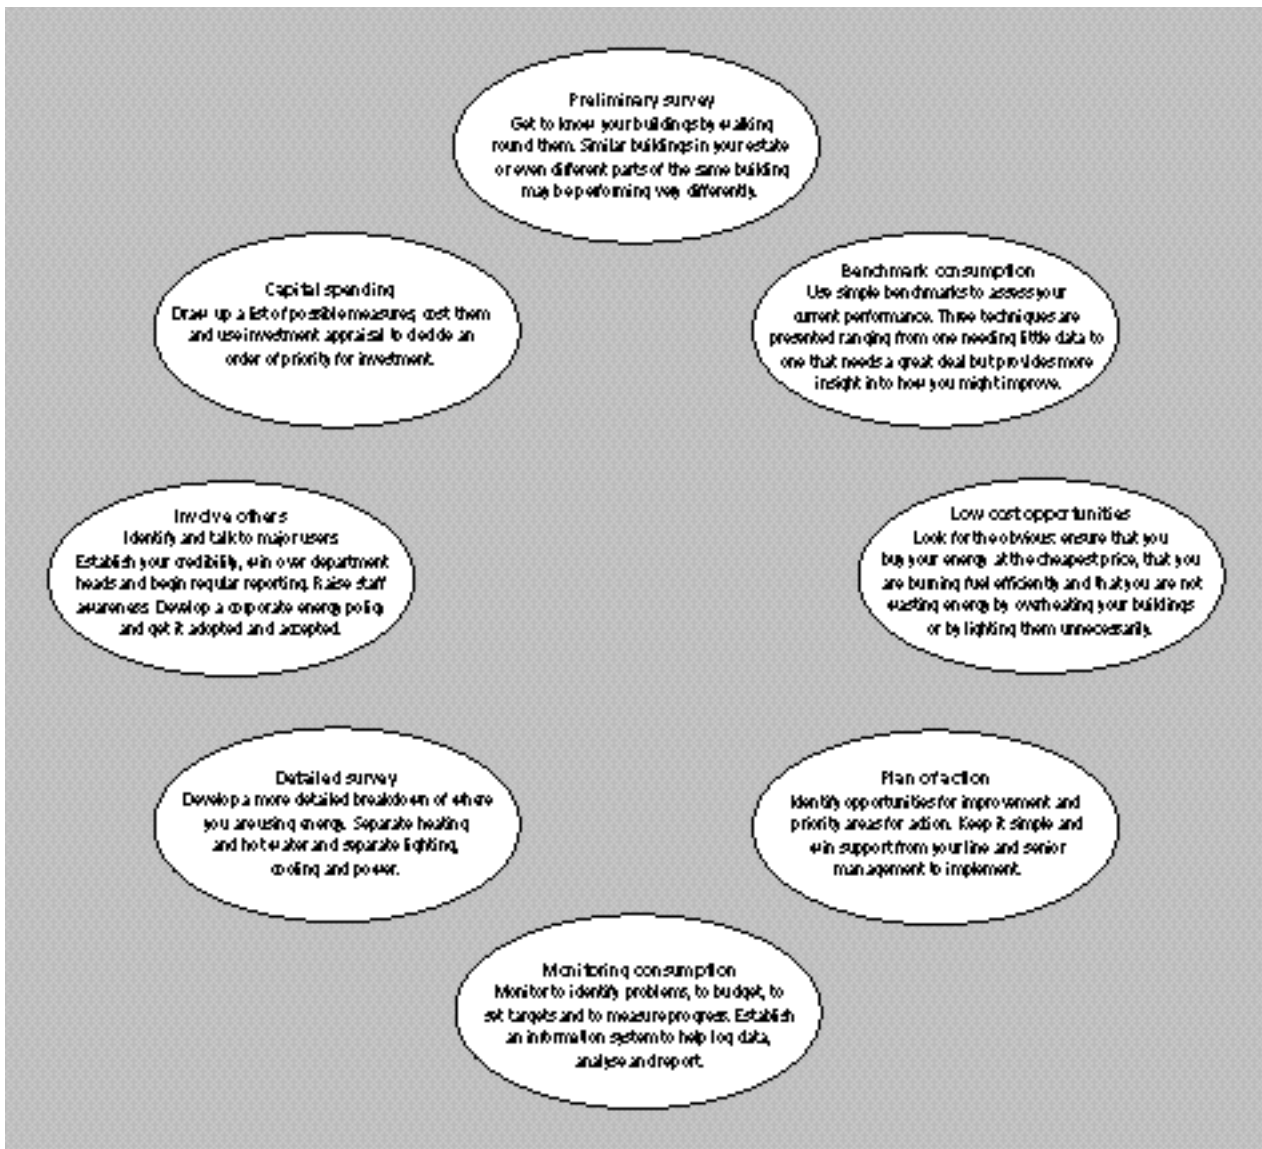 Preliminary survey
Get to know your buildings by walking
round them. Similar buildings in your estate
or even different parts of the same building
may be performing very differently.
Benchmark consumption
Use simple benchmarks to assess your
current performance. Three techniques are
presented ranging from one needing little data to
one that needs a great deal but provides more
insight into how you might improve.
Low cost opportunities
Look for the obvious: ensure that you
buy your energy at the cheapest price, that you
are burning fuel efficiently and that you are not
wasting energy by overheating your buildings
or by lighting them unnecessarily.
Plan of action
Identify opportunities for improvement and
priority areas for action. Keep it simple and
win support from your line and senior
management to implement.
Monitoring consumption
Monitor to identify problems, to budget, to
set targets and to measure progress. Establish
an information system to help log data,
analyse and report.
Detailed survey
Develop a more detailed breakdown of where
you are using energy. Separate heating
and hot water and separate lighting,
cooling and power.
Involve others
Identify and talk to major users.
Establish your credibility, win over department
heads and begin regular reporting. Raise staff
awareness. Develop a corporate energy policy
and get it adopted and accepted.
Capital spending
Draw up a list of possible measures, cost them
and use investment appraisal to decide an
order of priority for investment.